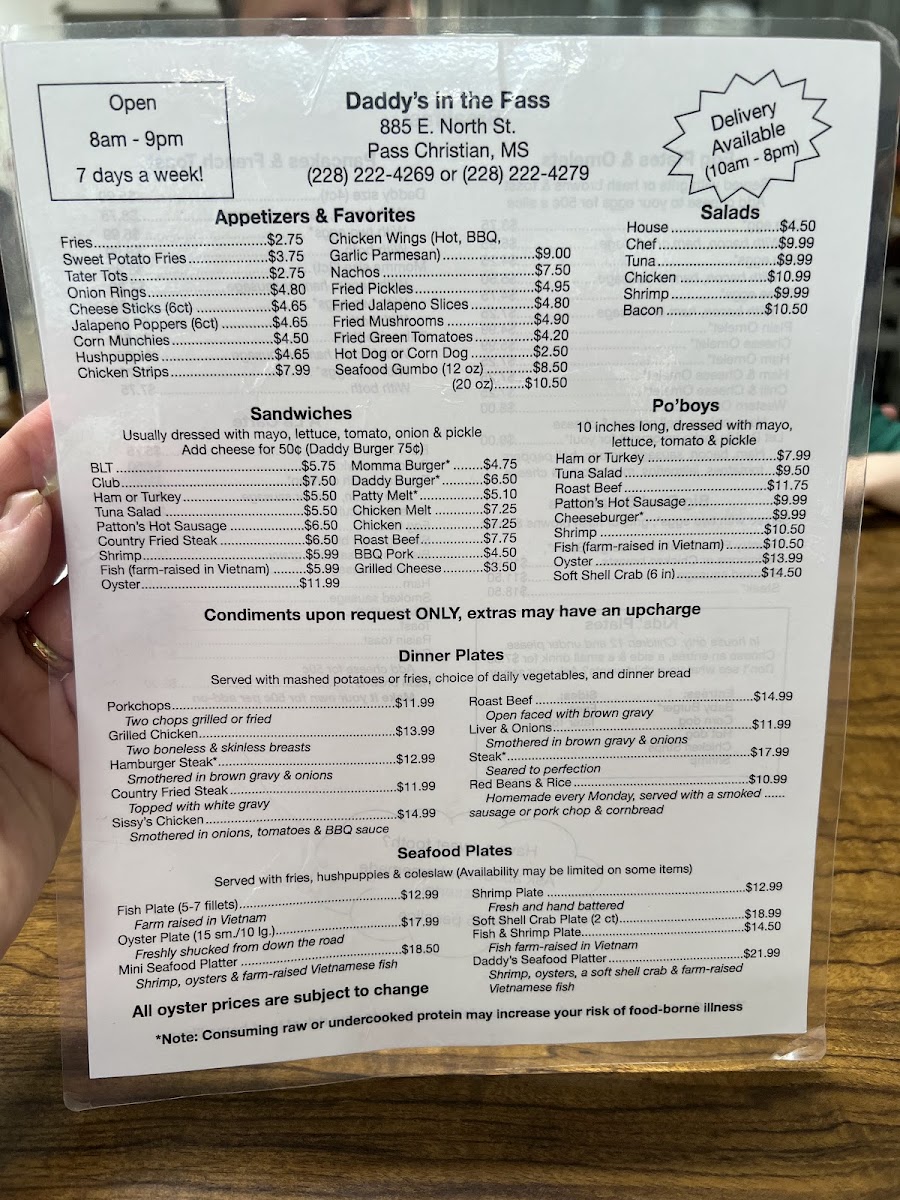 Open
8am - 9pm
7 days a week!
Daddy's in the Pass
885 E. North St.
Pass Christian, MS
(228) 222-4269 or (228) 222-4279
Delivery
Available
(10am - 8pm)
Appetizers & Favorites
Fries...$2.75
Sweet Potato Fries...$3.75
Tater Tots...$2.75
Onion Rings...$4.80
Cheese Sticks (6ct)...$4.65
Jalapeno Poppers (6ct)...$4.65
Corn Munchies...$4.50
Hushpuppies...$4.65
Chicken Strips...$7.99
Chicken Wings (Hot, BBQ,
Garlic Parmesan)...$9.00
Nachos...$7.50
Fried Pickles...$4.95
Fried Jalapeno Slices...$4.80
Fried Mushrooms...$4.90
Fried Green Tomatoes...$4.20
Hot Dog or Corn Dog...$2.50
Seafood Gumbo (12 oz)...$8.50
(20 oz)...$10.50
Salads
House...$4.50
Chef...$9.99
Tuna...$9.99
Chicken...$10.99
Shrimp...$9.99
Bacon...$10.50
Sandwiches
Usually dressed with mayo, lettuce, tomato, onion & pickle
Add cheese for 50¢ (Daddy Burger 75¢)
BLT...$5.75
Club...$7.50
Ham or Turkey...$5.50
Tuna Salad...$5.50
Patton's Hot Sausage...$6.50
Country Fried Steak...$6.50
Shrimp...$5.99
Fish (farm-raised in Vietnam)...$5.99
Oyster...$11.99
Momma Burger*...$4.75
Daddy Burger*...$6.50
Patty Melt*...$5.10
Chicken Melt...$7.25
Chicken...$7.25
Roast Beef...$7.75
BBQ Pork...$4.50
Grilled Cheese...$3.50
Po'boys
10 inches long, dressed with mayo,
lettuce, tomato & pickle
Ham or Turkey...$7.99
Tuna Salad...$9.50
Roast Beef...$11.75
Patton's Hot Sausage...$9.99
Cheeseburger*...$9.99
Shrimp...$10.50
Fish (farm-raised in Vietnam)...$10.50
Oyster...$13.99
Soft Shell Crab (6 in)...$14.50
Condiments upon request ONLY, extras may have an upcharge
Dinner Plates
Served with mashed potatoes or fries, choice of daily vegetables, and dinner bread
Porkchops...$11.99
Two chops grilled or fried
Grilled Chicken...$13.99
Two boneless & skinless breasts
Hamburger Steak*...$12.99
Smothered in brown gravy & onions
Country Fried Steak...$11.99
Topped with white gravy
Sissy's Chicken...$14.99
Smothered in onions, tomatoes & BBQ sauce
Roast Beef...$14.99
Open faced with brown gravy
Liver & Onions...$11.99
Smothered in brown gravy & onions
Steak*...$17.99
Seared to perfection
Red Beans & Rice...$10.99
Homemade every Monday, served with a smoked ......
sausage or pork chop & cornbread
Seafood Plates
Served with fries, hushpuppies & coleslaw (Availability may be limited on some items)
Fish Plate (5-7 fillets)...$12.99
Farm raised in Vietnam
Oyster Plate (15 sm./10 lg.)...$17.99
Freshly shucked from down the road
Mini Seafood Platter...$18.50
Shrimp, oysters & farm-raised Vietnamese fish
Shrimp Plate...$12.99
Fresh and hand battered
Soft Shell Crab Plate (2 ct)...$18.99
Fish & Shrimp Plate...$14.50
Fish farm-raised in Vietnam
Daddy's Seafood Platter...$21.99
Shrimp, oysters, a soft shell crab & farm-raised
Vietnamese fish
All oyster prices are subject to change
*Note: Consuming raw or undercooked protein may increase your risk of food-borne illness